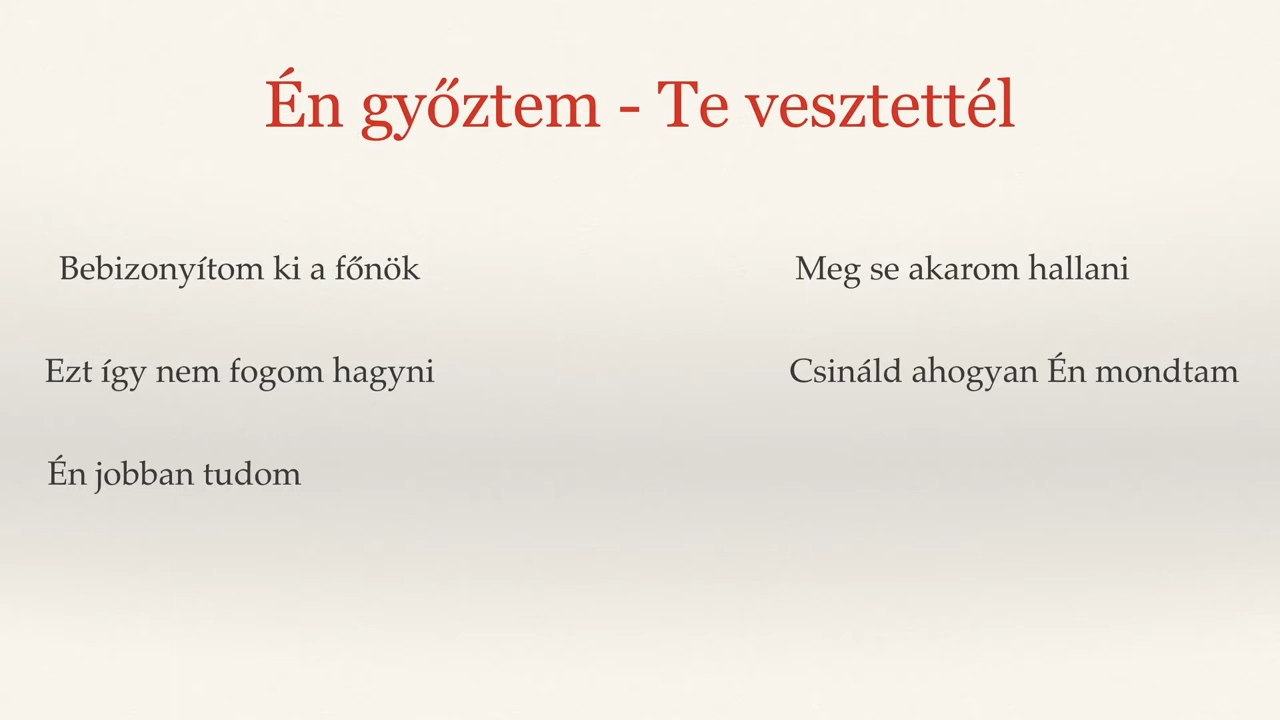 Én győztem - Te vesztettél
Bebizonyítom ki a főnök
Meg se akarom hallani
Ezt így nem fogom hagyni
Csináld ahogyan Én mondtam
Én jobban tudom